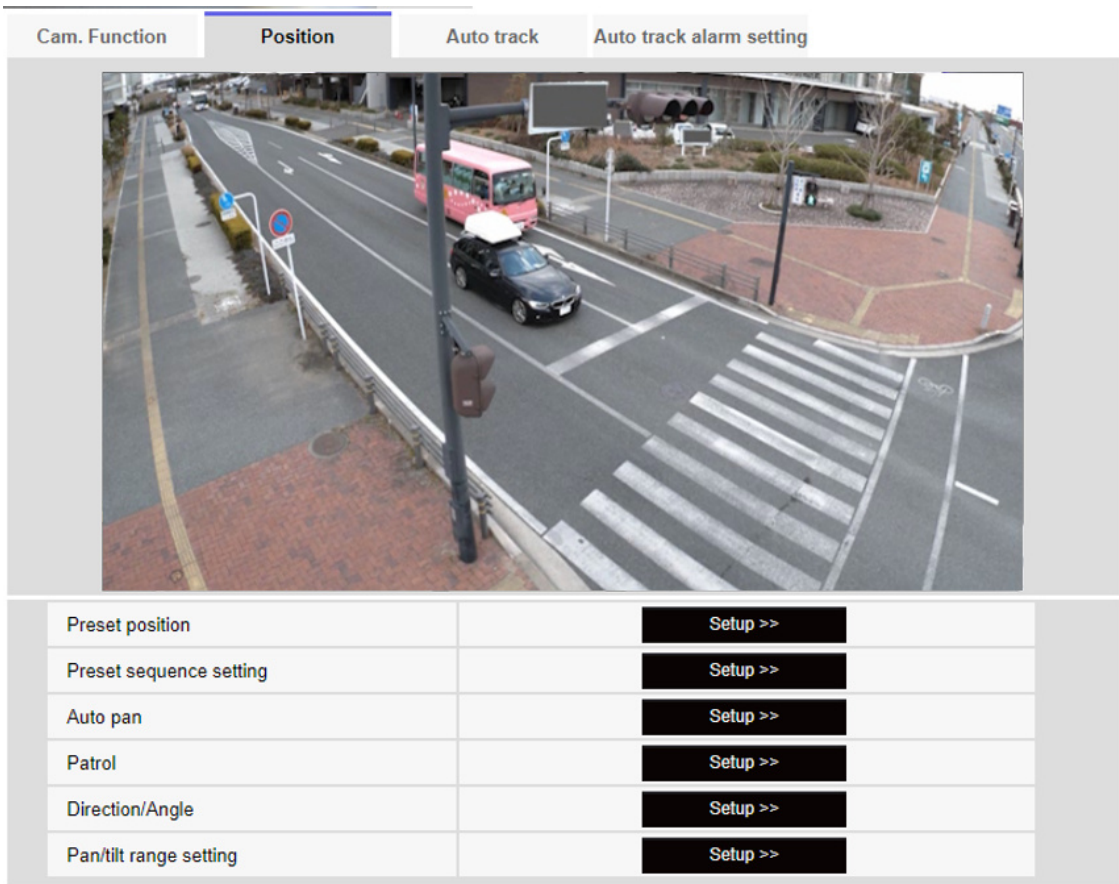 Cam. Function
Position
Auto track
Auto track alarm setting
Preset position
Setup >>
Preset sequence setting
Setup >>
Auto pan
Setup >>
Patrol
Setup >>
Direction/Angle
Setup >>
Pan/tilt range setting
Setup >>